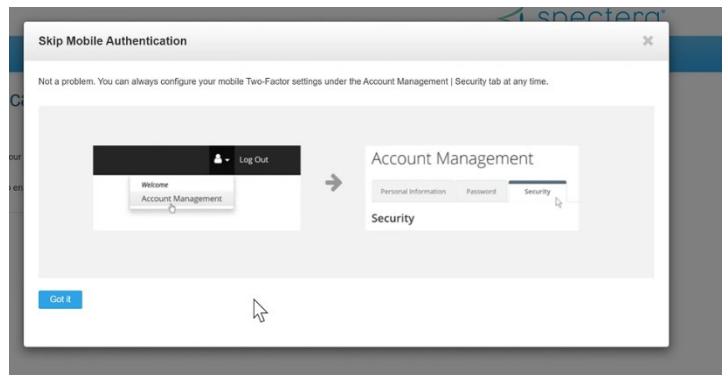 spectera
Skip Mobile Authentication
Not a problem. You can always configure your mobile Two-Factor settings under the Account Management | Security tab at any time.
Log Out
Welcome
Account Management
Account Management
Personal Information Password Security
Security
Got it